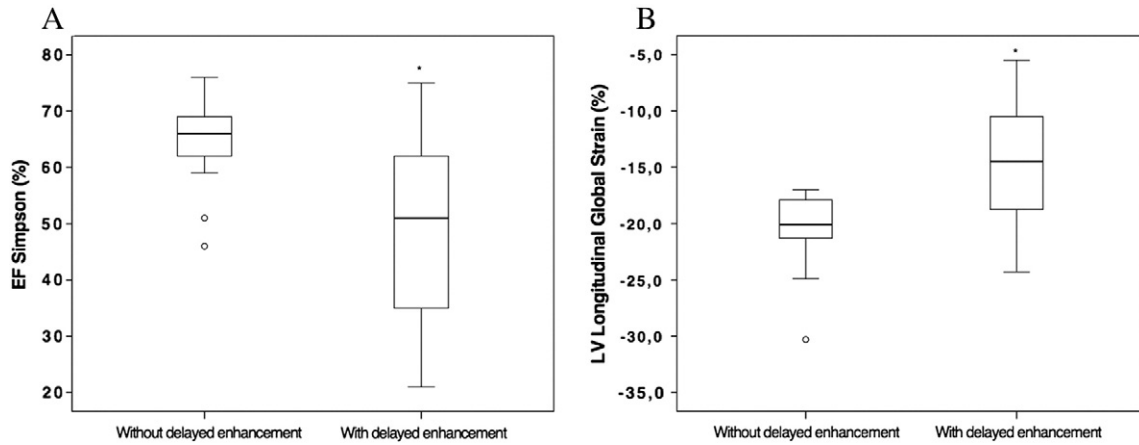 A
80
70
60
50
40
30
20
EF Simpson (%)
*
Without delayed enhancement
With delayed enhancement
B
-5,0
-10,0
-15,0
-20,0
-25,0
-30,0
-35,0
LV Longitudinal Global Strain (%)
*
Without delayed enhancement
With delayed enhancement